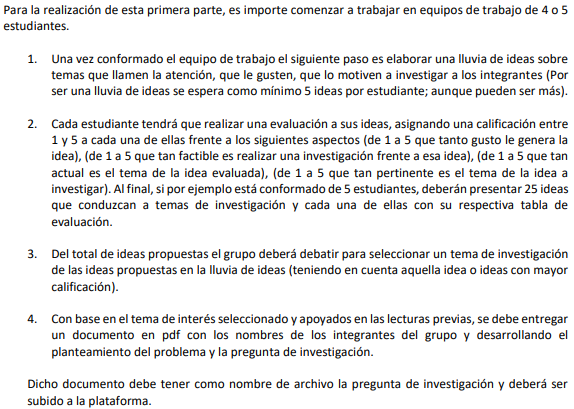 Para la realización de esta primera parte, es importe comenzar a trabajar en equipos de trabajo de 4 o 5
estudiantes.
1. Una vez conformado el equipo de trabajo el siguiente paso es elaborar una lluvia de ideas sobre
temas que llamen la atención, que le gusten, que lo motiven a investigar a los integrantes (Por
ser una lluvia de ideas se espera como mínimo 5 ideas por estudiante; aunque pueden ser más).
2. Cada estudiante tendrá que realizar una evaluación a sus ideas, asignando una calificación entre
1 y 5 a cada una de ellas frente a los siguientes aspectos (de 1 a 5 que tanto gusto le genera la
idea), (de 1 a 5 que tan factible es realizar una investigación frente a esa idea), (de 1 a 5 que tan
actual es el tema de la idea evaluada), (de 1 a 5 que tan pertinente es el tema de la idea a
investigar). Al final, si por ejemplo está conformado de 5 estudiantes, deberán presentar 25 ideas
que conduzcan a temas de investigación y cada una de ellas con su respectiva tabla de
evaluación.
3. Del total de ideas propuestas el grupo deberá debatir para seleccionar un tema de investigación
de las ideas propuestas en la lluvia de ideas (teniendo en cuenta aquella idea o ideas con mayor
calificación).
4. Con base en el tema de interés seleccionado y apoyados en las lecturas previas, se debe entregar
un documento en pdf con los nombres de los integrantes del grupo y desarrollando el
planteamiento del problema y la pregunta de investigación.
Dicho documento debe tener como nombre de archivo la pregunta de investigación y deberá ser
subido a la plataforma.